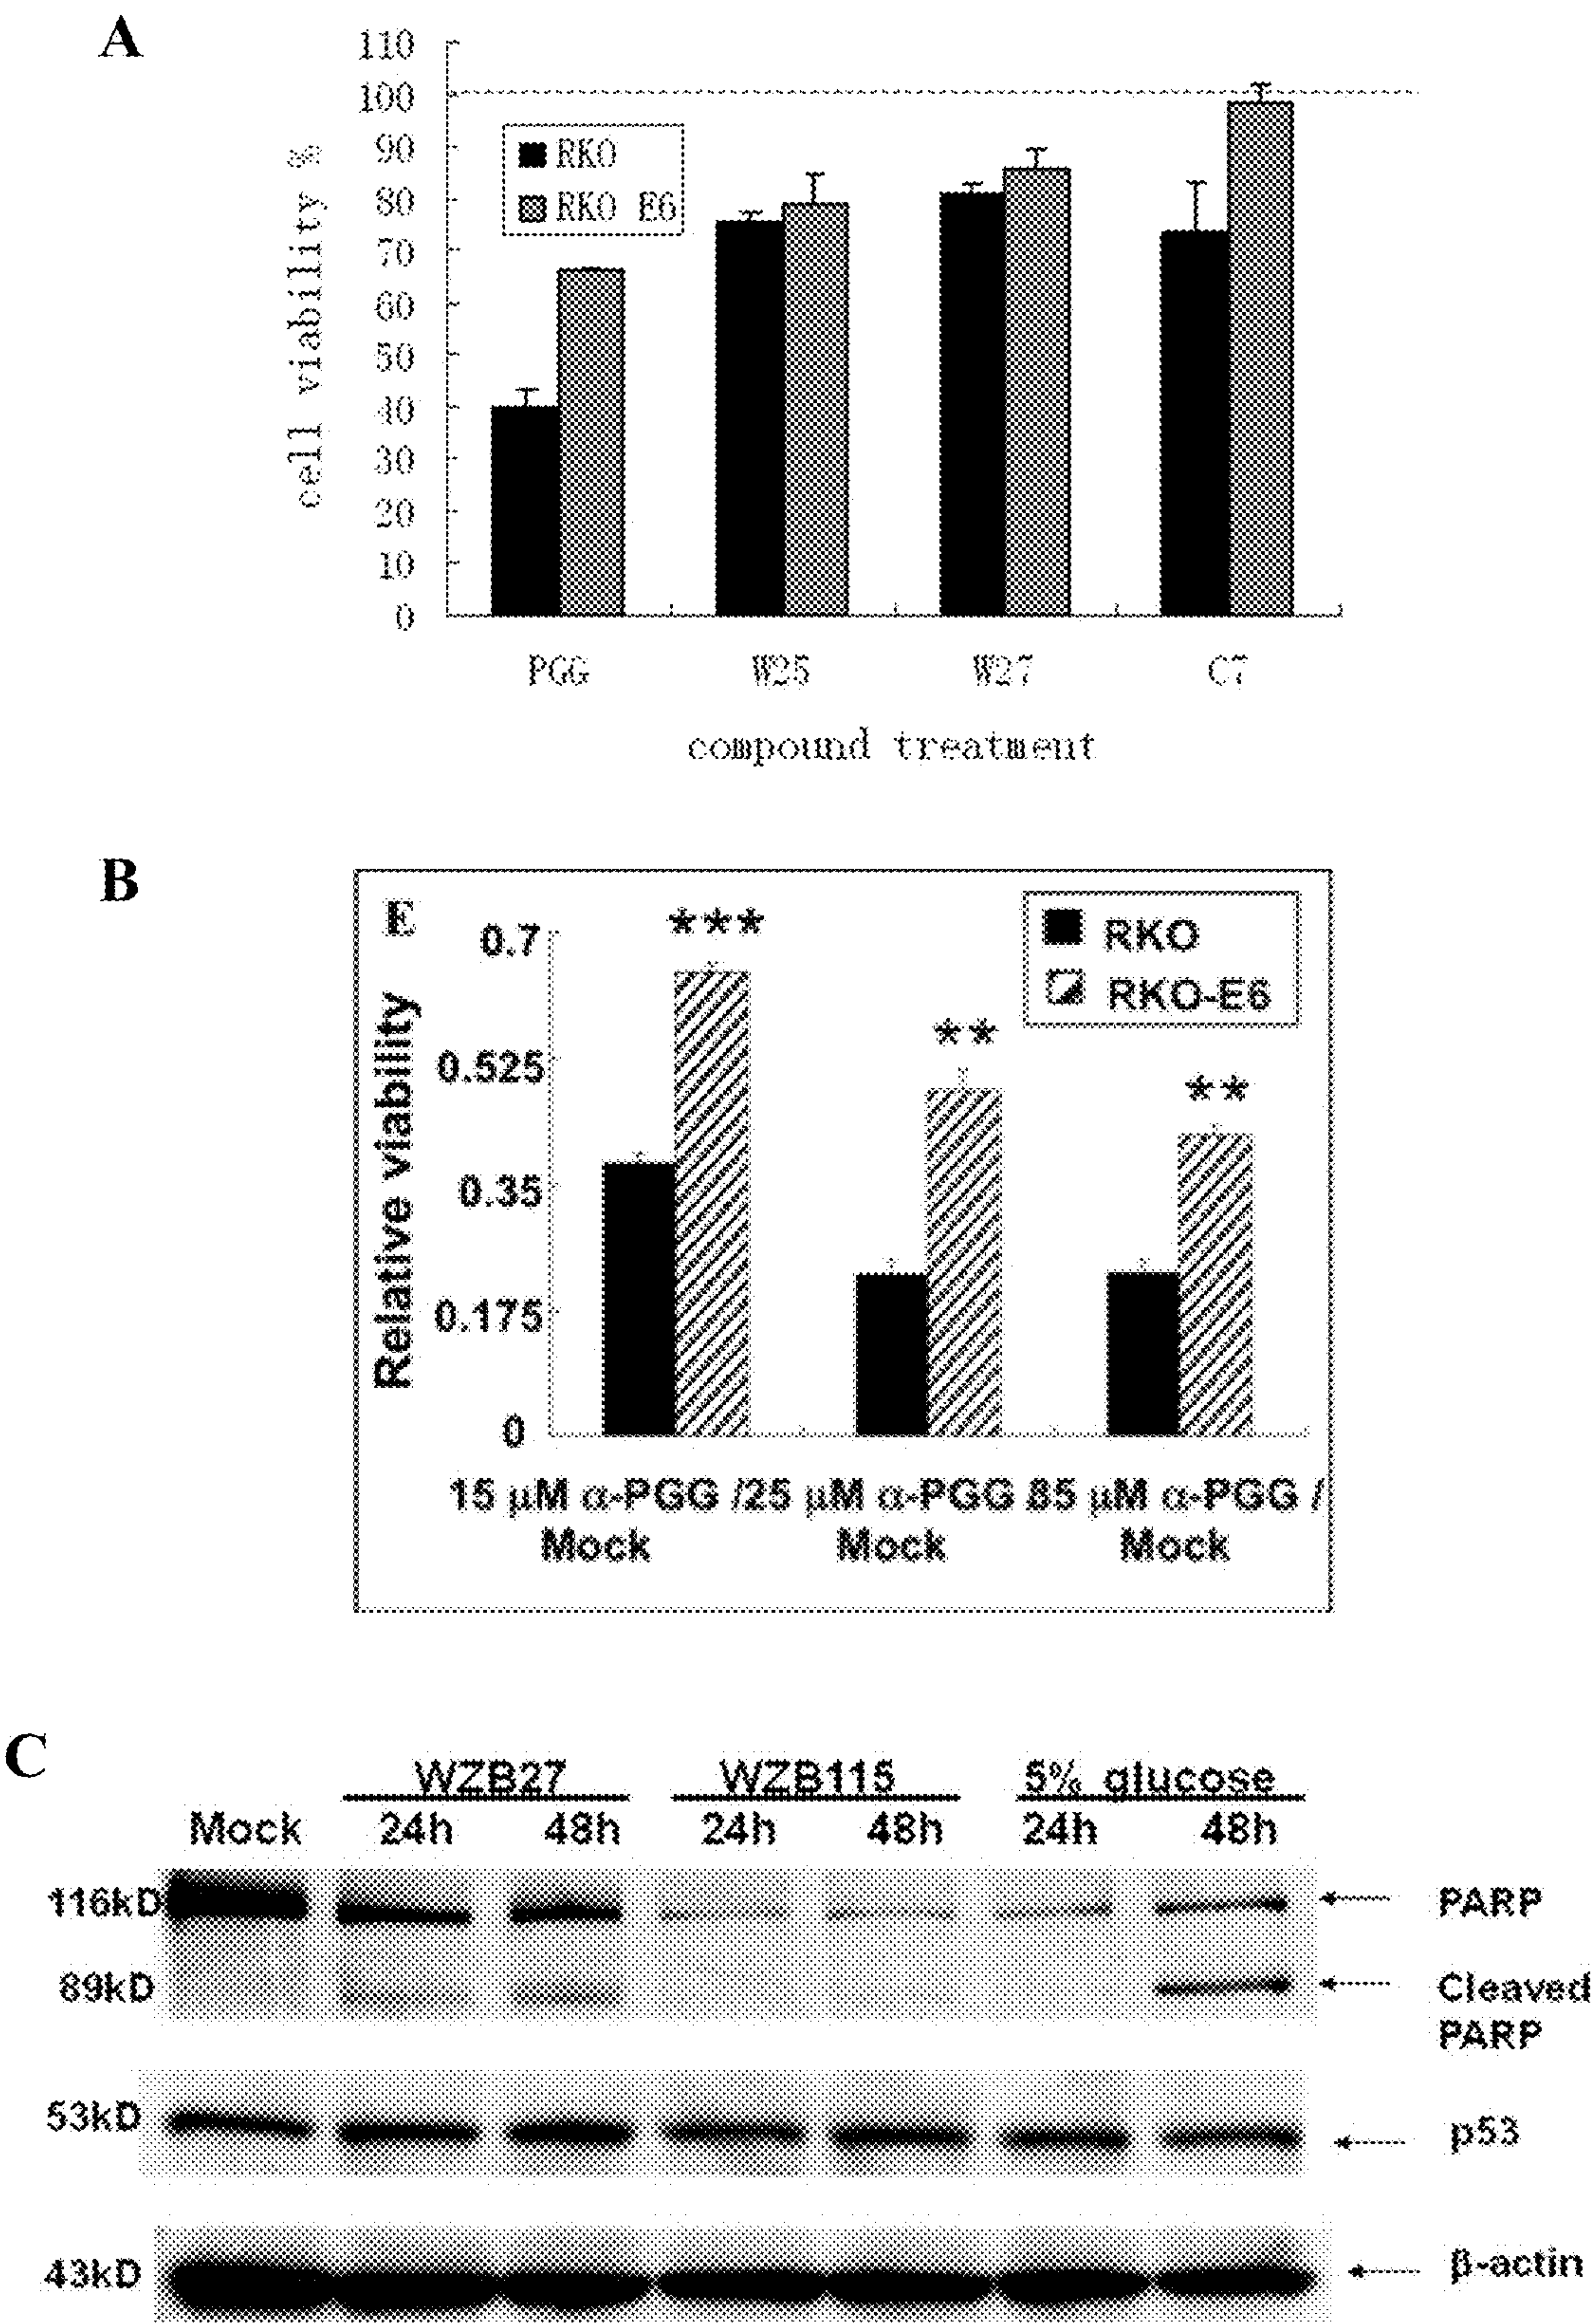 A
110
100
90
80
70
60
50
40
30
20
10
0
cell viability %
RKO
RKO E6
PGG W25 W27 C7
compound treatment
B
E
0.7
0.525
0.35
0.175
0
Relative viability
***
**
**
RKO
RKO-E6
15 μM α-PGG /25 μM α-PGG 35 μM α-PGG /
Mock Mock Mock
C
WZB27 WZB115 5% glucose
Mock 24h 48h 24h 48h 24h 48h
116kD PARP
89kD Cleaved
PARP
53kD p53
43kD β-actin